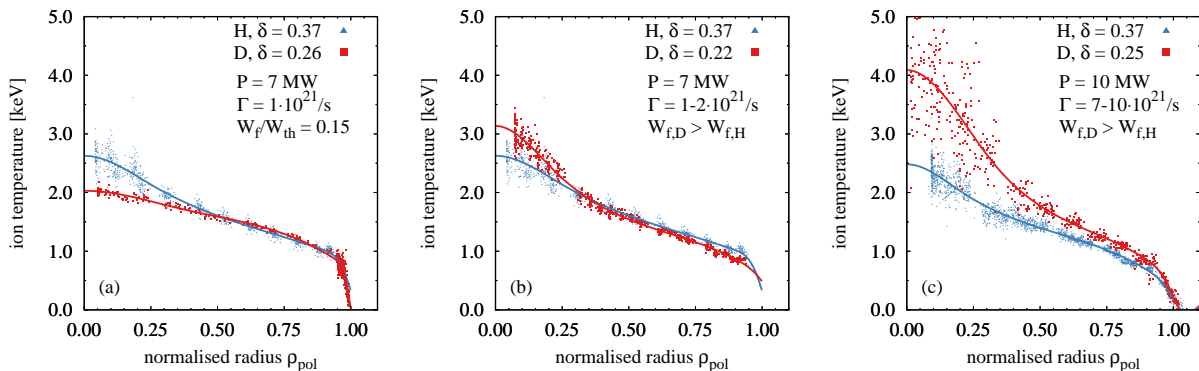 5.0
4.0
3.0
2.0
1.0
0.0
ion temperature [keV]
H, δ = 0.37
D, δ = 0.26
P = 7 MW
Γ = 1·10²¹/s
W_f/W_th = 0.15
(a)
0.00 0.25 0.50 0.75 1.00
normalised radius ρ_pol
5.0
4.0
3.0
2.0
1.0
0.0
ion temperature [keV]
H, δ = 0.37
D, δ = 0.22
P = 7 MW
Γ = 1-2·10²¹/s
W_f,D > W_f,H
(b)
0.00 0.25 0.50 0.75 1.00
normalised radius ρ_pol
5.0
4.0
3.0
2.0
1.0
0.0
ion temperature [keV]
H, δ = 0.37
D, δ = 0.25
P = 10 MW
Γ = 7-10·10²¹/s
W_f,D > W_f,H
(c)
0.00 0.25 0.50 0.75 1.00
normalised radius ρ_pol